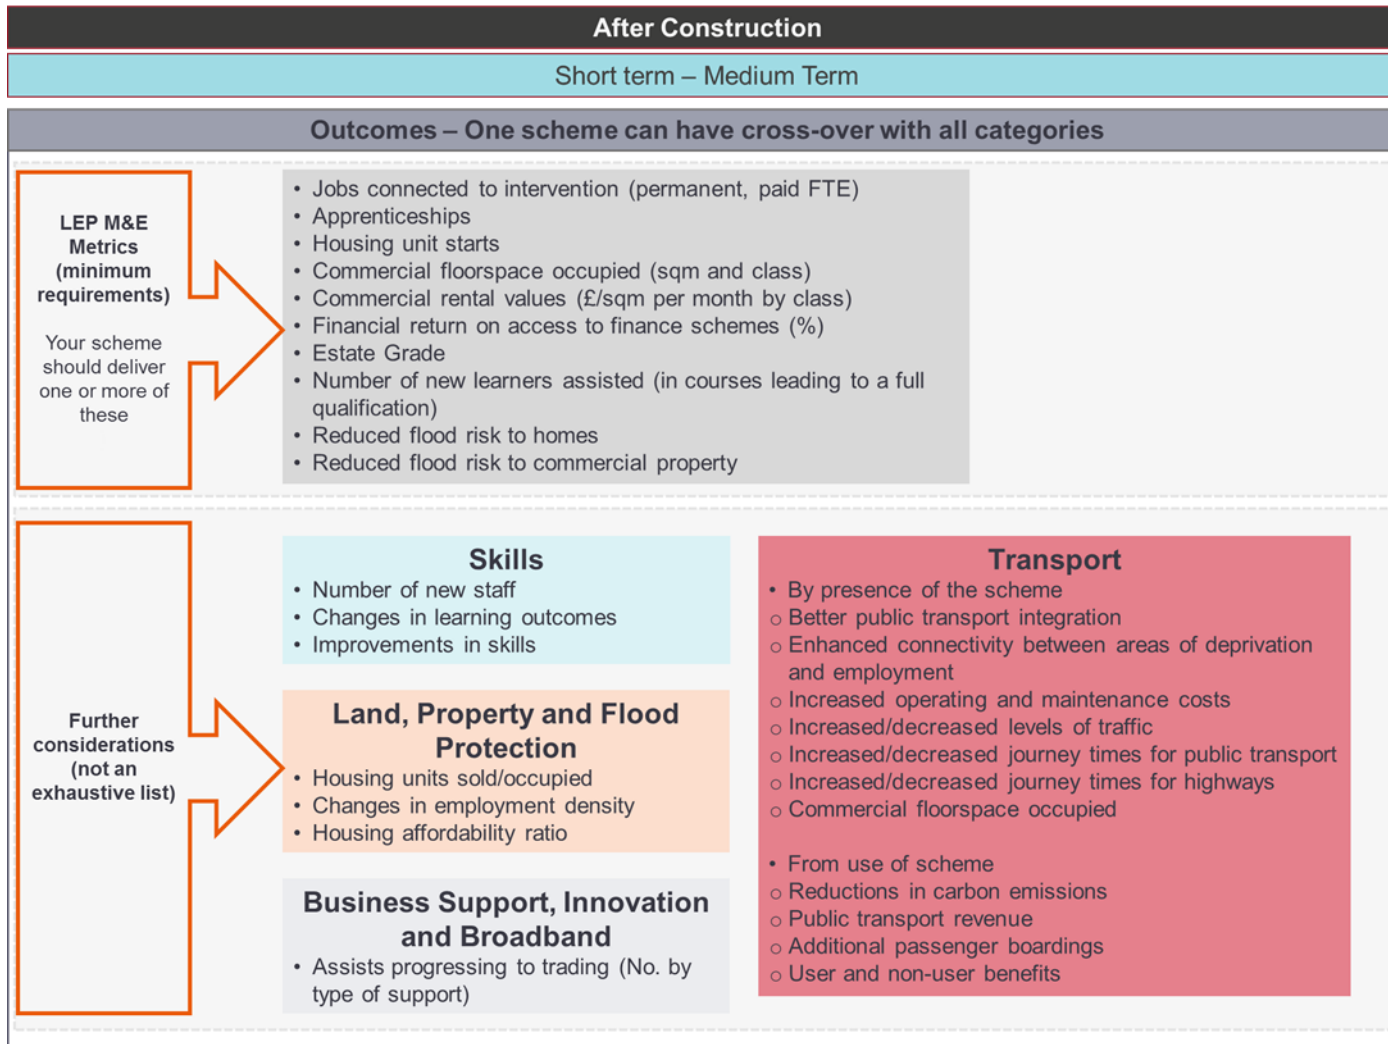 After Construction
Short term – Medium Term
Outcomes – One scheme can have cross-over with all categories
LEP M&E
Metrics
(minimum
requirements)
Your scheme
should deliver
one or more of
these
• Jobs connected to intervention (permanent, paid FTE)
• Apprenticeships
• Housing unit starts
• Commercial floorspace occupied (sqm and class)
• Commercial rental values (£/sqm per month by class)
• Financial return on access to finance schemes (%)
• Estate Grade
• Number of new learners assisted (in courses leading to a full
qualification)
• Reduced flood risk to homes
• Reduced flood risk to commercial property
Further
considerations
(not an
exhaustive list)
Skills
• Number of new staff
• Changes in learning outcomes
• Improvements in skills
Land, Property and Flood
Protection
• Housing units sold/occupied
• Changes in employment density
• Housing affordability ratio
Business Support, Innovation
and Broadband
• Assists progressing to trading (No. by
type of support)
Transport
• By presence of the scheme
o Better public transport integration
o Enhanced connectivity between areas of deprivation
and employment
o Increased operating and maintenance costs
o Increased/decreased levels of traffic
o Increased/decreased journey times for public transport
o Increased/decreased journey times for highways
o Commercial floorspace occupied
• From use of scheme
o Reductions in carbon emissions
o Public transport revenue
o Additional passenger boardings
o User and non-user benefits